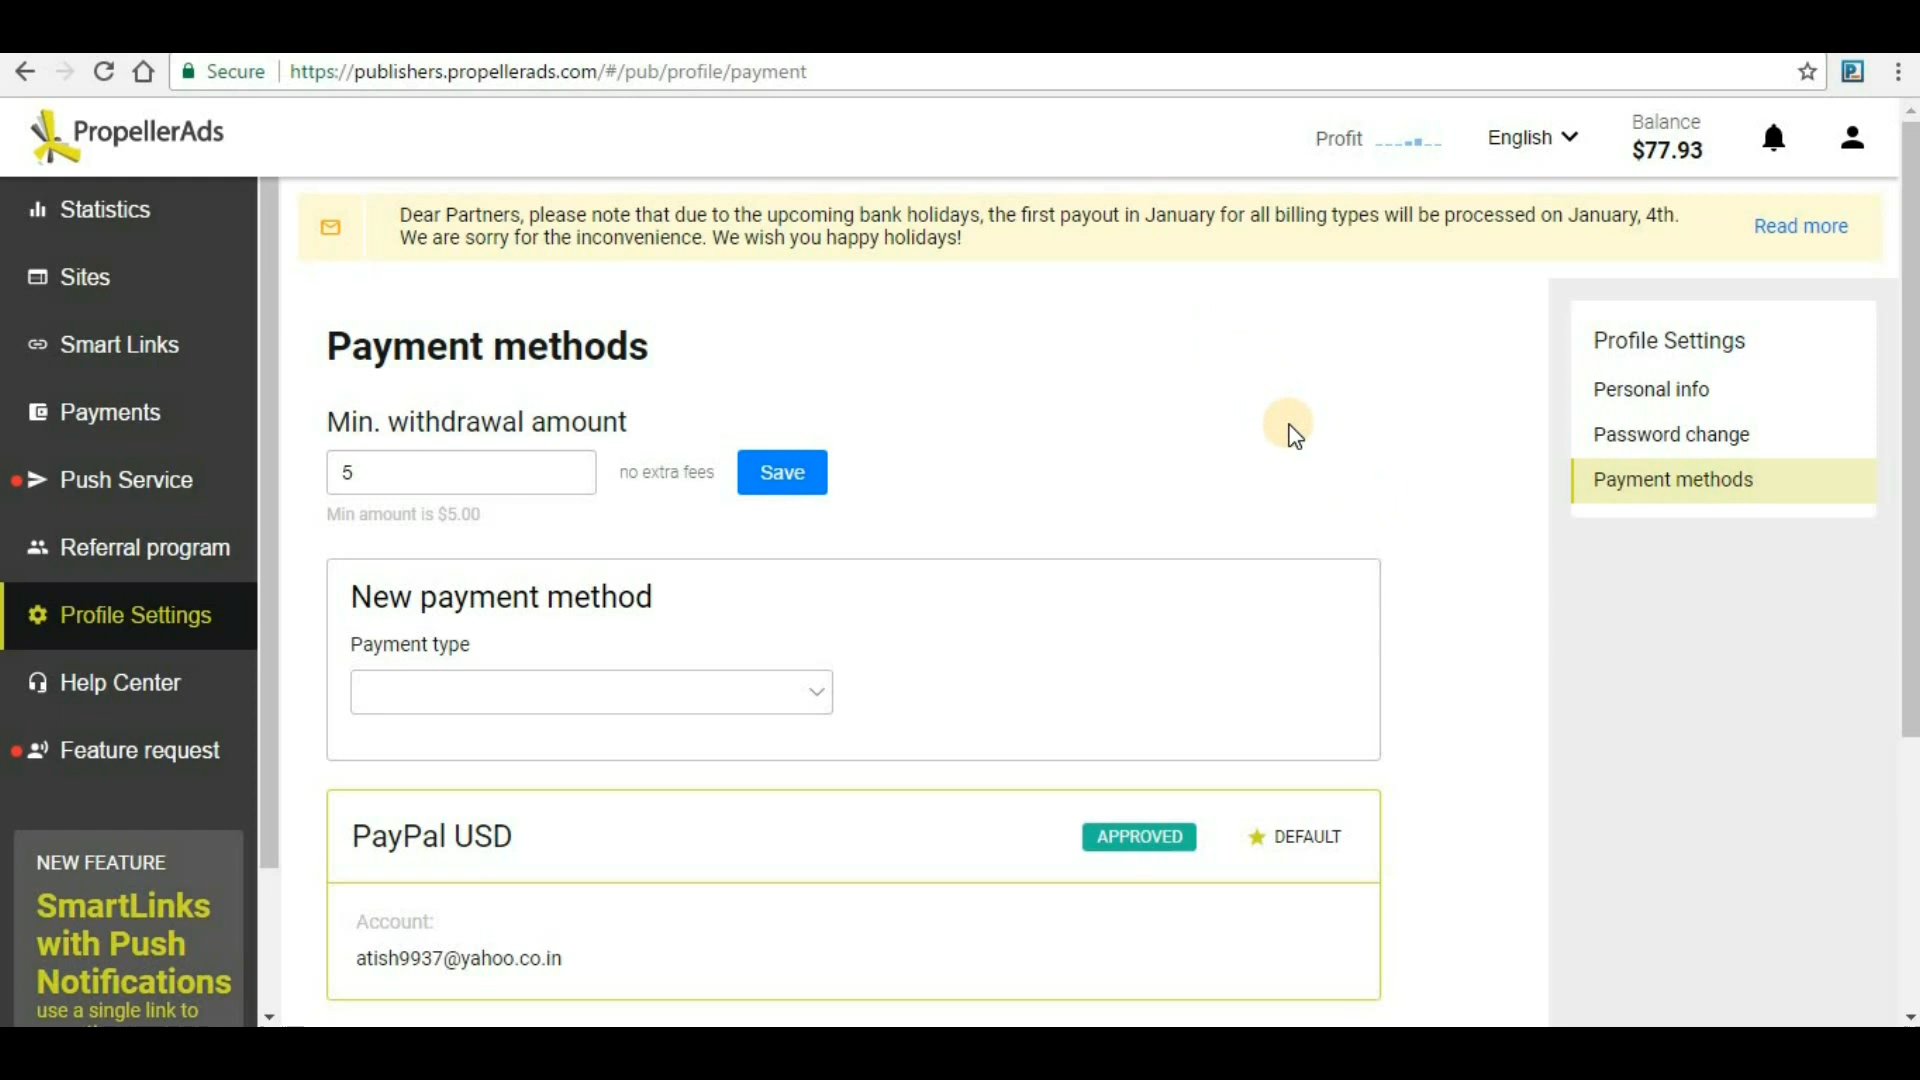 Secure
https://publishers.propellerads.com/#/pub/profile/payment
PropellerAds
Profit
English
Balance
$77.93
Statistics
Sites
Smart Links
Payments
Push Service
Referral program
Profile Settings
Help Center
Feature request
NEW FEATURE
SmartLinks
with Push
Notifications
use a single link to
Dear Partners, please note that due to the upcoming bank holidays, the first payout in January for all billing types will be processed on January, 4th.
We are sorry for the inconvenience. We wish you happy holidays!
Read more
Payment methods
Min. withdrawal amount
5
no extra fees
Save
Min amount is $5.00
New payment method
Payment type
PayPal USD
APPROVED
DEFAULT
Account:
atish9937@yahoo.co.in
Profile Settings
Personal info
Password change
Payment methods